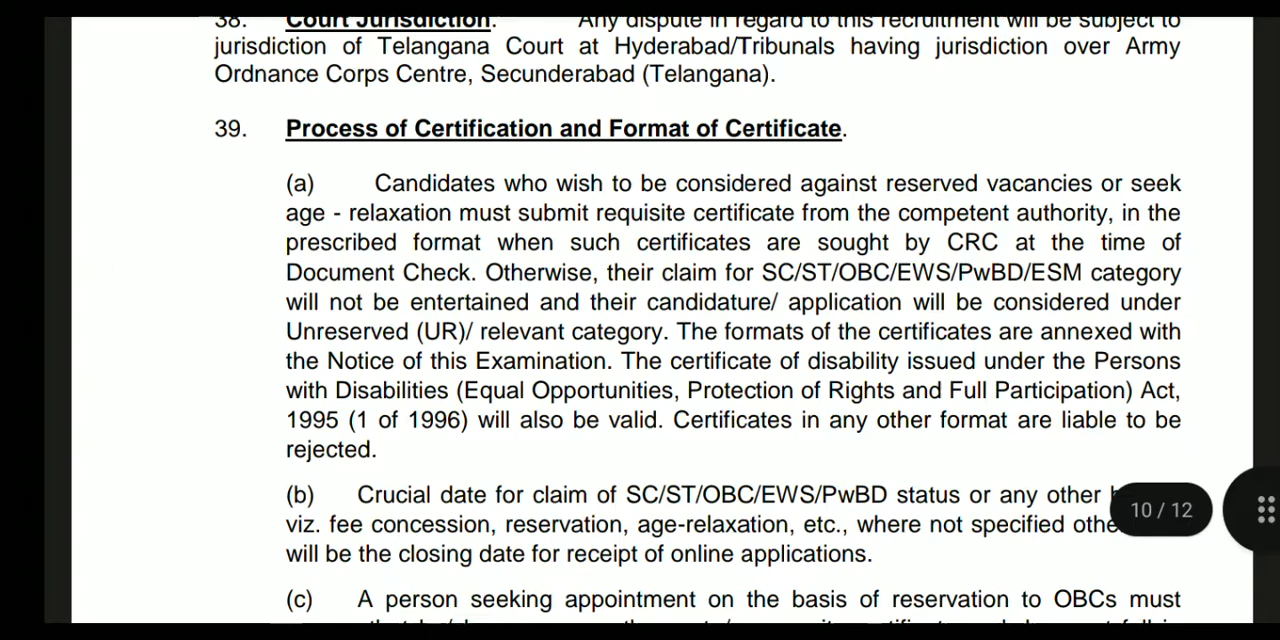 38. Court Jurisdiction. Any dispute in regard to this recruitment will be subject to
jurisdiction of Telangana Court at Hyderabad/Tribunals having jurisdiction over Army
Ordnance Corps Centre, Secunderabad (Telangana).
39. Process of Certification and Format of Certificate.
(a) Candidates who wish to be considered against reserved vacancies or seek
age - relaxation must submit requisite certificate from the competent authority, in the
prescribed format when such certificates are sought by CRC at the time of
Document Check. Otherwise, their claim for SC/ST/OBC/EWS/PwBD/ESM category
will not be entertained and their candidature/ application will be considered under
Unreserved (UR)/ relevant category. The formats of the certificates are annexed with
the Notice of this Examination. The certificate of disability issued under the Persons
with Disabilities (Equal Opportunities, Protection of Rights and Full Participation) Act,
1995 (1 of 1996) will also be valid. Certificates in any other format are liable to be
rejected.
(b) Crucial date for claim of SC/ST/OBC/EWS/PwBD status or any other
viz. fee concession, reservation, age-relaxation, etc., where not specified
will be the closing date for receipt of online applications.
10 / 12
(c) A person seeking appointment on the basis of reservation to OBCs must